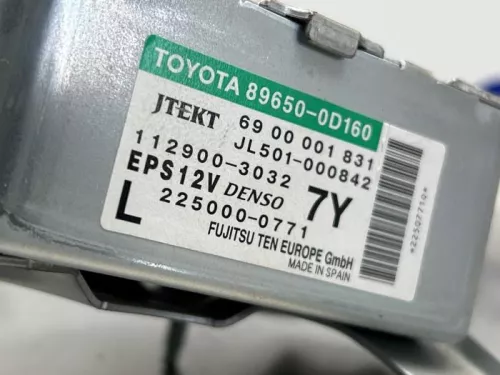 TOYOTA 89650-0D160
JTEKT 69 00 001 831
JL501-000842
112900-3032
EPS12V DENSO 7Y
L 225000-0771
FUJITSU TEN EUROPE GmbH
MADE IN SPAIN
*22507710*